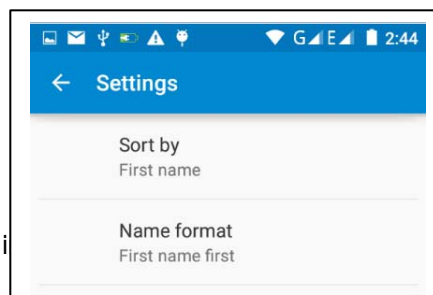 G E 2:44
Settings
Sort by
First name
Name format
i
First name first